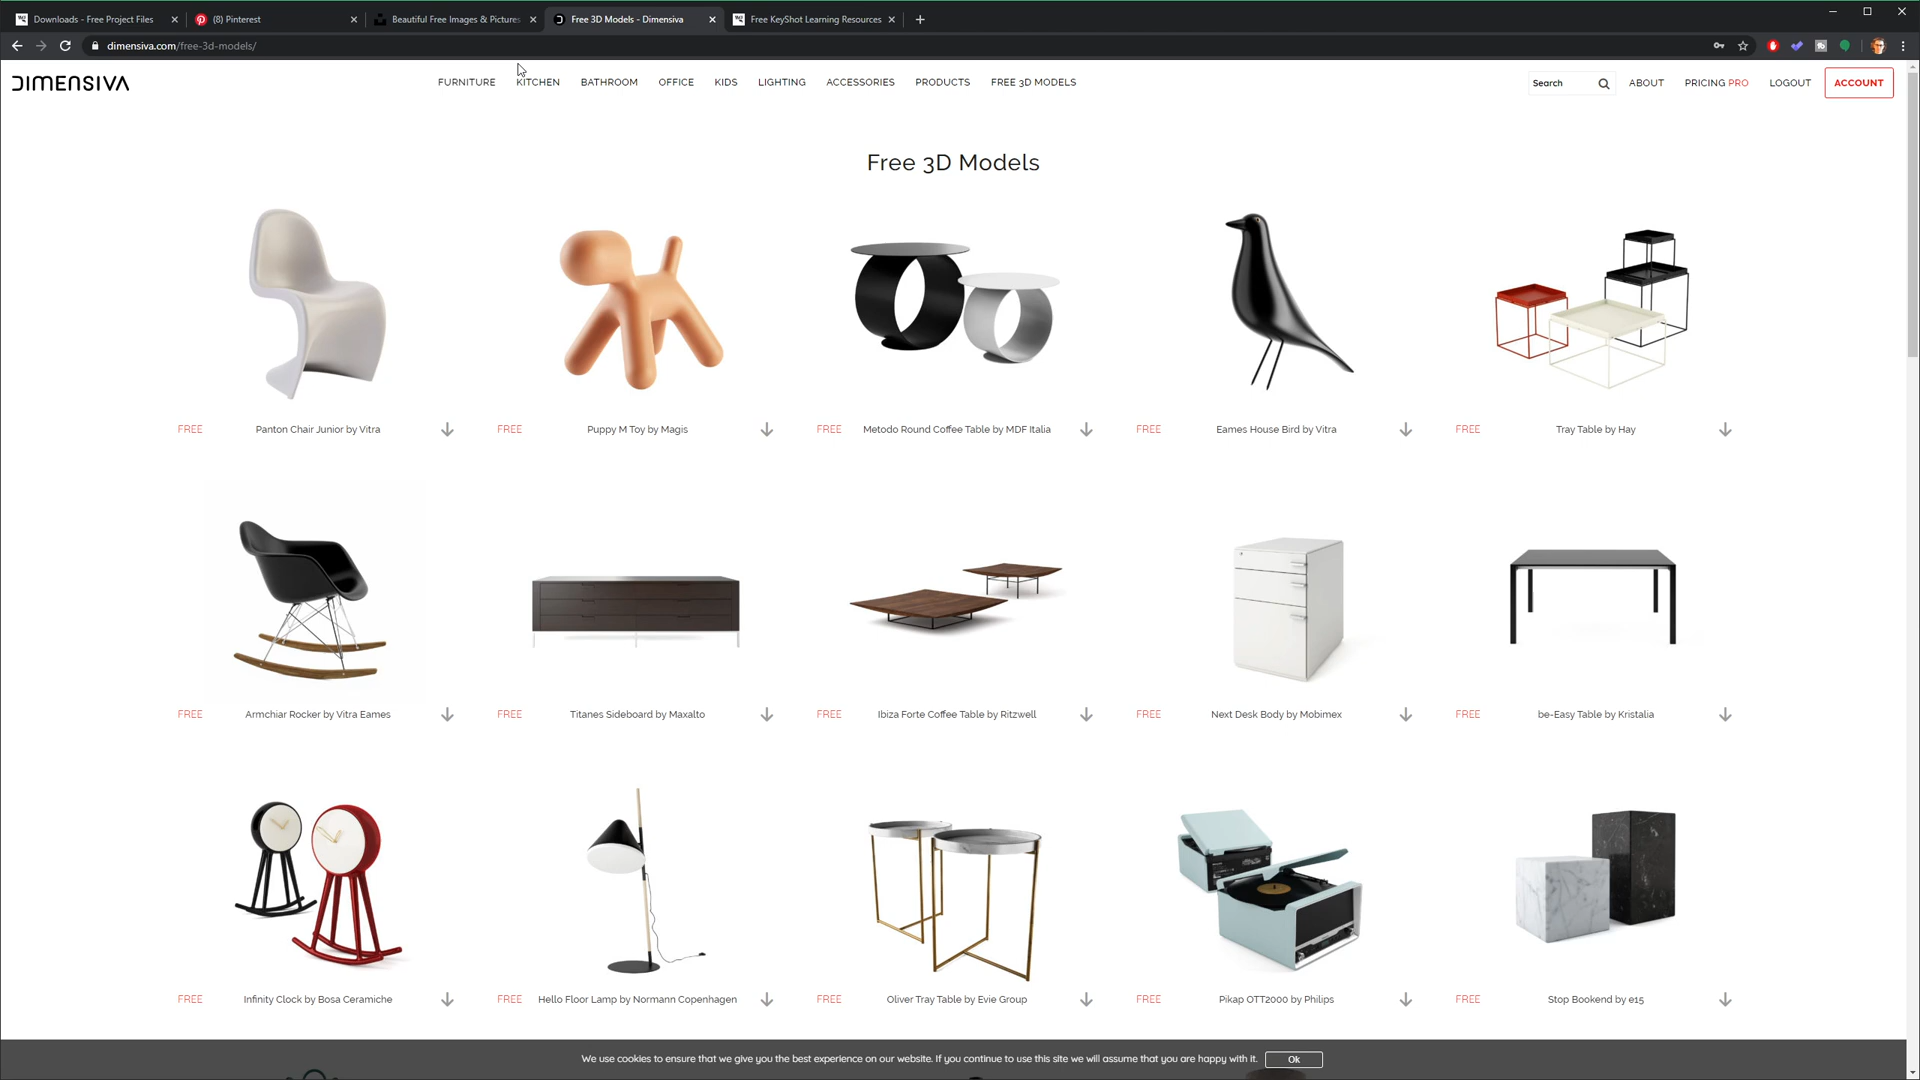 Downloads - Free Project Files
(8) Pinterest
Beautiful Free Images & Pictures
Free 3D Models - Dimensiva
Free KeyShot Learning Resources
dimensiva.com/free-3d-models/
DIMENSIVA
FURNITURE KITCHEN BATHROOM OFFICE KIDS LIGHTING ACCESSORIES PRODUCTS FREE 3D MODELS
Search ABOUT PRICING PRO LOGOUT ACCOUNT
Free 3D Models
FREE Panton Chair Junior by Vitra
FREE Puppy M Toy by Magis
FREE Metodo Round Coffee Table by MDF Italia
FREE Eames House Bird by Vitra
FREE Tray Table by Hay
FREE Armchiar Rocker by Vitra Eames
FREE Titanes Sideboard by Maxalto
FREE Ibiza Forte Coffee Table by Ritzwell
FREE Next Desk Body by Mobimex
FREE be-Easy Table by Kristalia
FREE Infinity Clock by Bosa Ceramiche
FREE Hello Floor Lamp by Normann Copenhagen
FREE Oliver Tray Table by Evie Group
FREE Pikap OTT2000 by Philips
FREE Stop Bookend by e15
We use cookies to ensure that we give you the best experience on our website. If you continue to use this site we will assume that you are happy with it. Ok